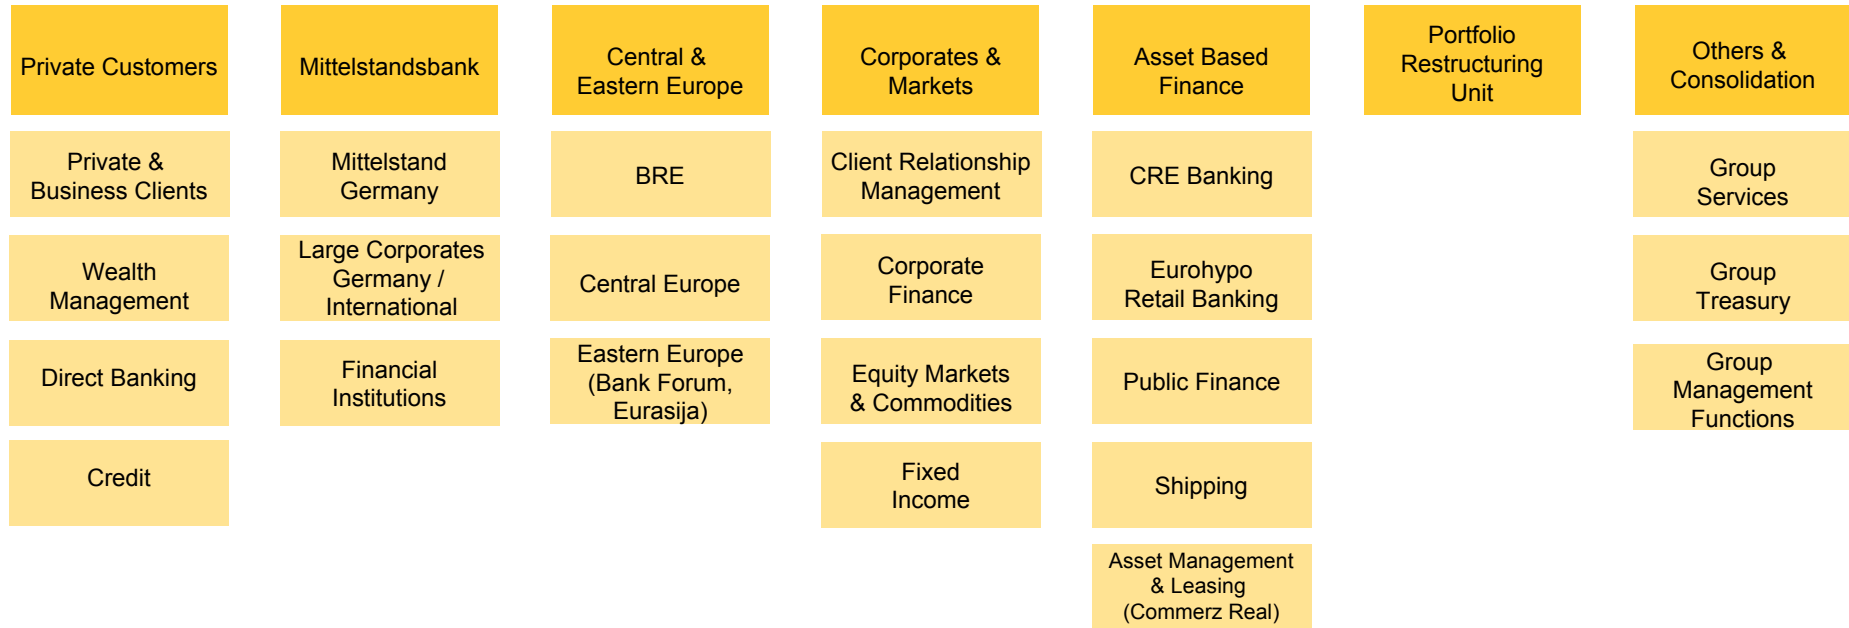 Private Customers
Mittelstandsbank
Central &
Eastern Europe
Corporates &
Markets
Asset Based
Finance
Portfolio
Restructuring
Unit
Others &
Consolidation
Private &
Business Clients
Mittelstand
Germany
BRE
Client Relationship
Management
CRE Banking
Group
Services
Wealth
Management
Large Corporates
Germany /
International
Central Europe
Corporate
Finance
Eurohypo
Retail Banking
Group
Treasury
Direct Banking
Financial
Institutions
Eastern Europe
(Bank Forum,
Eurasija)
Equity Markets
& Commodities
Public Finance
Group
Management
Functions
Credit
Fixed
Income
Shipping
Asset Management
& Leasing
(Commerz Real)